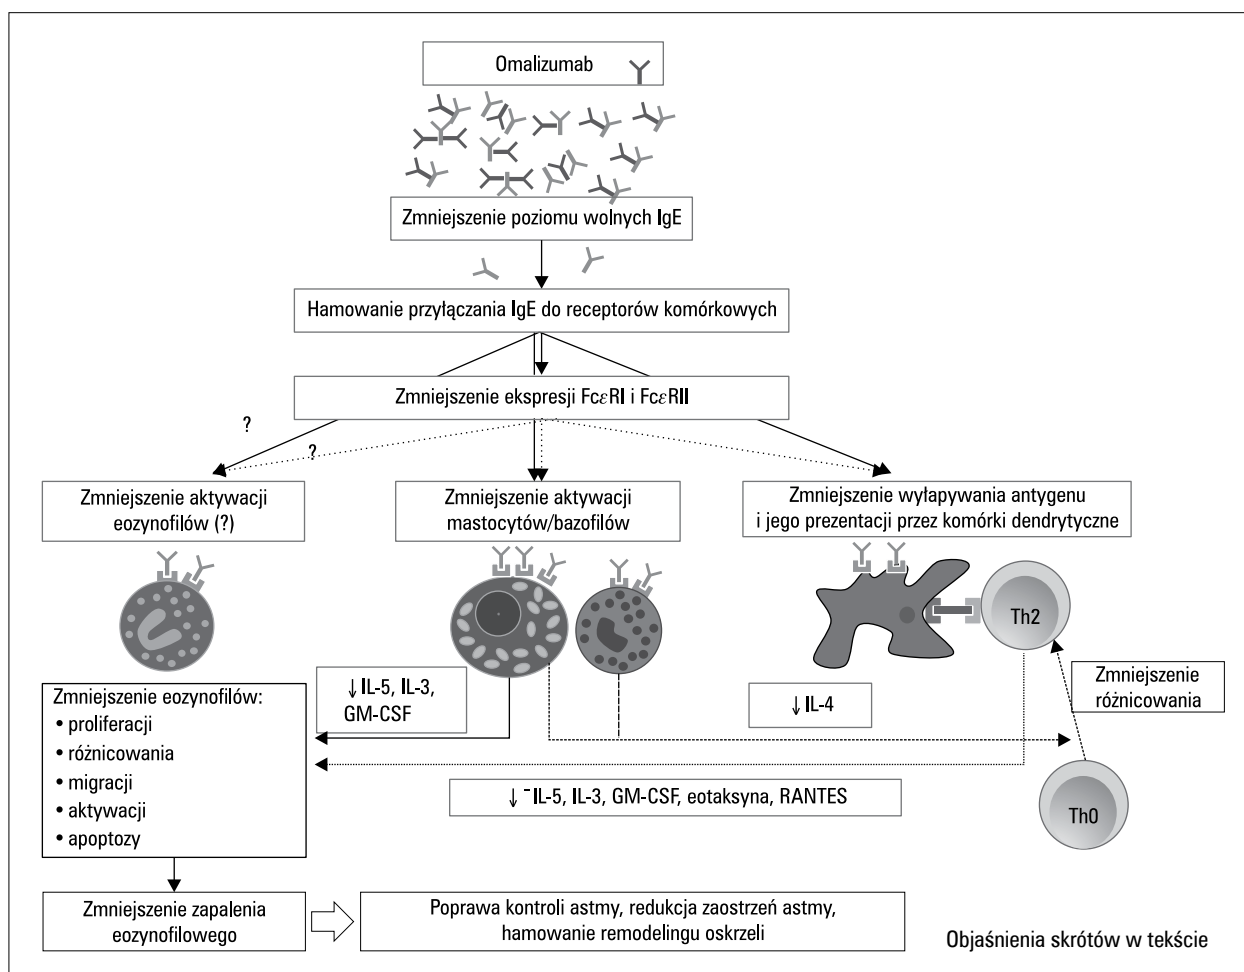 Omalizumab
Zmniejszenie poziomu wolnych IgE
Hamowanie przyłączania IgE do receptorów komórkowych
Zmniejszenie ekspresji FcεRI i FcεRII
?
?
Zmniejszenie aktywacji
eozynofilów (?)
Zmniejszenie aktywacji
mastocytów/bazofilów
Zmniejszenie wyłapywania antygenu
i jego prezentacji przez komórki dendrytyczne
Th2
Zmniejszenie
różnicowania
Zmniejszenie eozynofilów:
• proliferacji
• różnicowania
• migracji
• aktywacji
• apoptozy
↓ IL-5, IL-3,
GM-CSF
↓ IL-4
↓ ¯IL-5, IL-3, GM-CSF, eotaksyna, RANTES
Th0
Zmniejszenie zapalenia
eozynofilowego
Poprawa kontroli astmy, redukcja zaostrzeń astmy,
hamowanie remodelingu oskrzeli
Objaśnienia skrótów w tekście